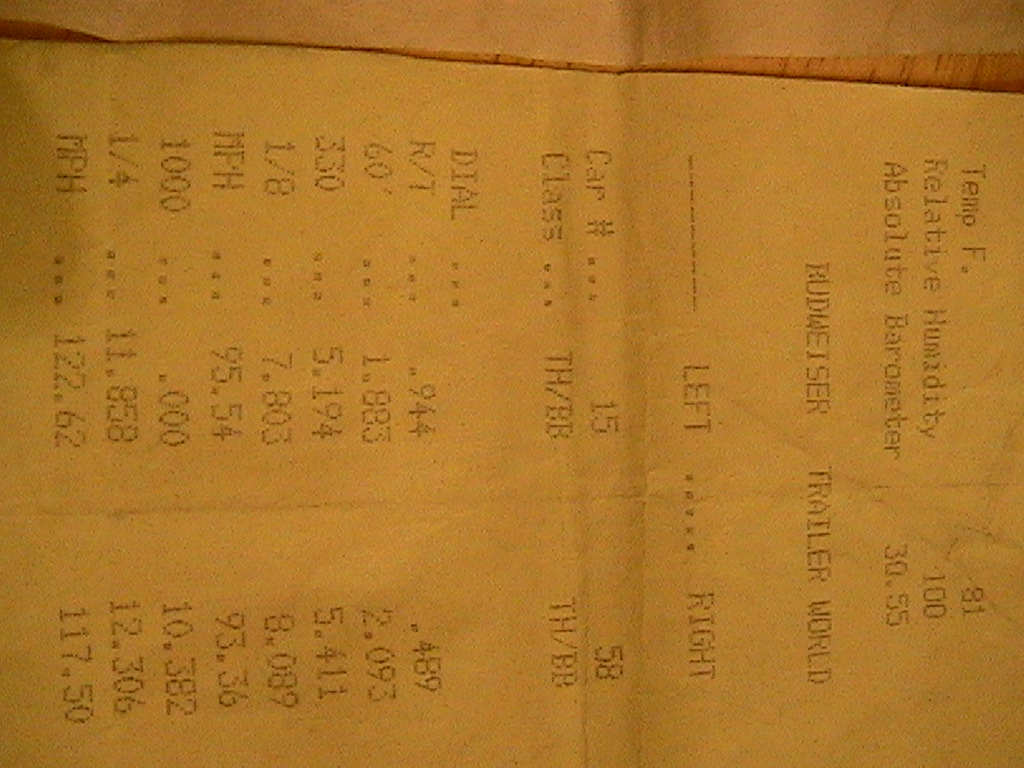 Temp F. 81
Relative Humidity 100
Absolute Barometer 30.55
BUDWEISER TRAILER WORLD
------------ LEFT ..... RIGHT
Car # ... 15 58
Class ... TH/BB TH/BB
DIAL ...
R/T ... .944 .489
60' ... 1.883 2.093
330 ... 5.194 5.411
1/8 ... 7.803 8.089
MPH ... 95.54 93.36
1000 ... .000 10.382
1/4 ... 11.858 12.306
MPH ... 122.62 117.50